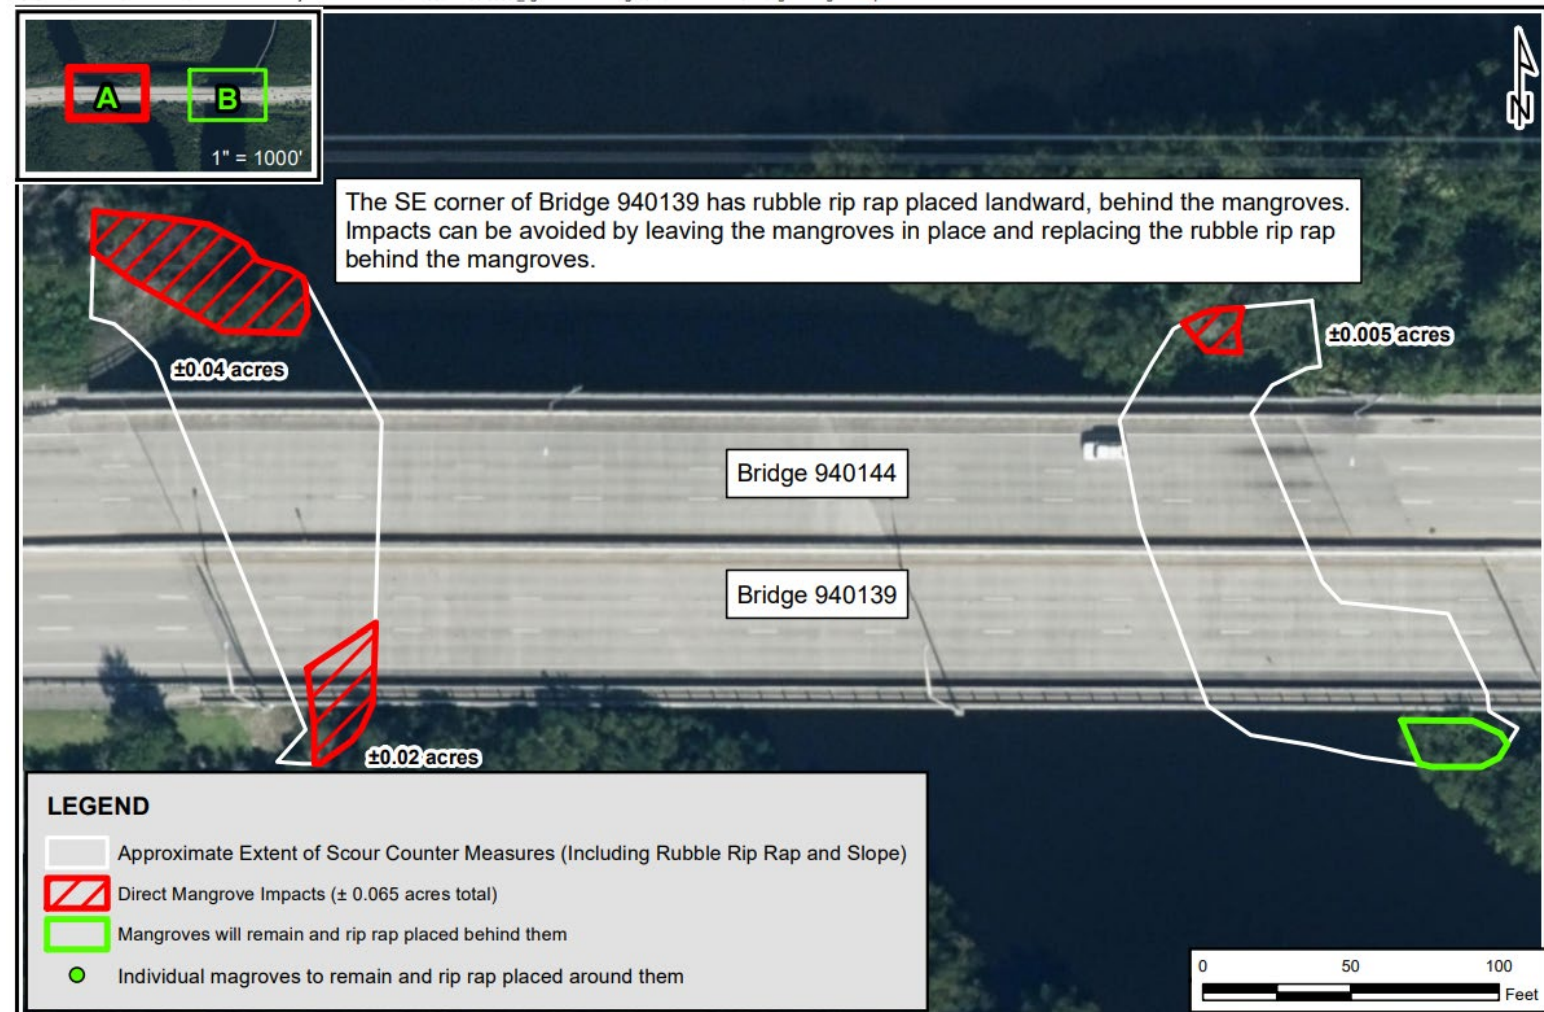 A
B
1" = 1000'
N
The SE corner of Bridge 940139 has rubble rip rap placed landward, behind the mangroves.
Impacts can be avoided by leaving the mangroves in place and replacing the rubble rip rap
behind the mangroves.
±0.005 acres
±0.04 acres
Bridge 940144
Bridge 940139
±0.02 acres
LEGEND
Approximate Extent of Scour Counter Measures (Including Rubble Rip Rap and Slope)
Direct Mangrove Impacts (± 0.065 acres total)
Mangroves will remain and rip rap placed behind them
Individual magroves to remain and rip rap placed around them
0 50 100
Feet